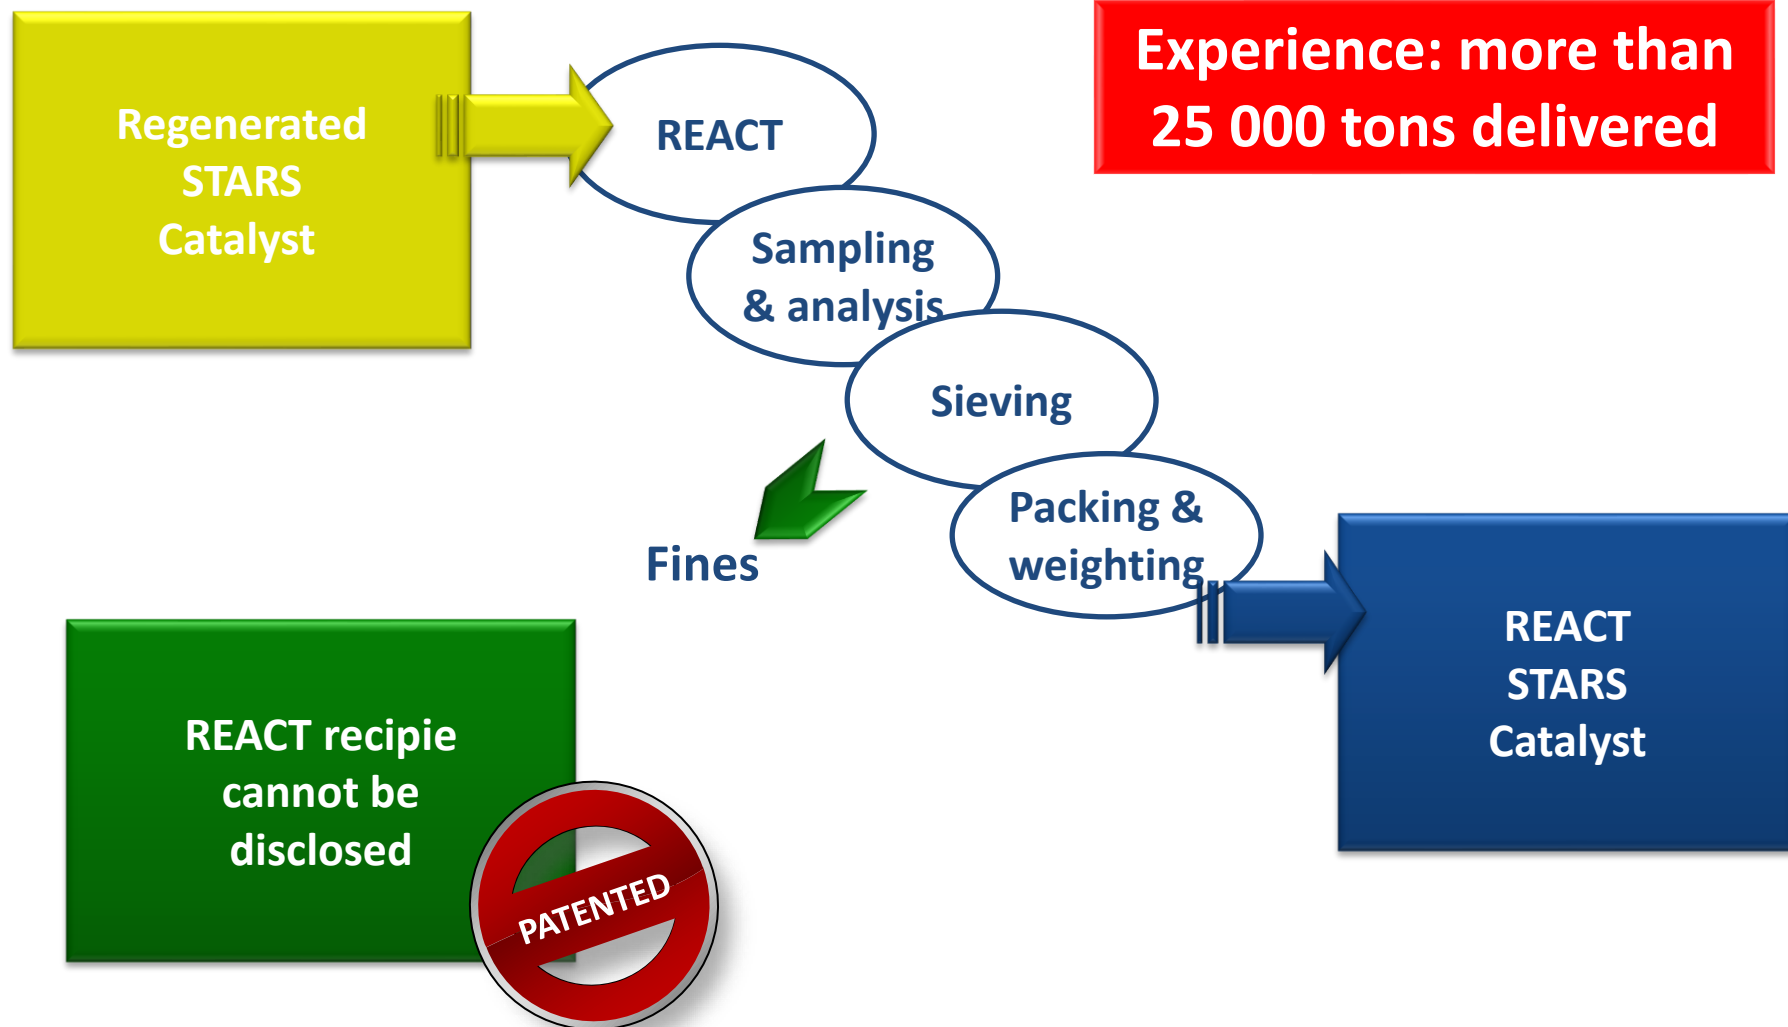 Regenerated
STARS
Catalyst
REACT
Experience: more than
25 000 tons delivered
Sampling
& analysis
Sieving
Fines
Packing &
weighting
REACT
STARS
Catalyst
REACT recipie
cannot be
disclosed
PATENTED